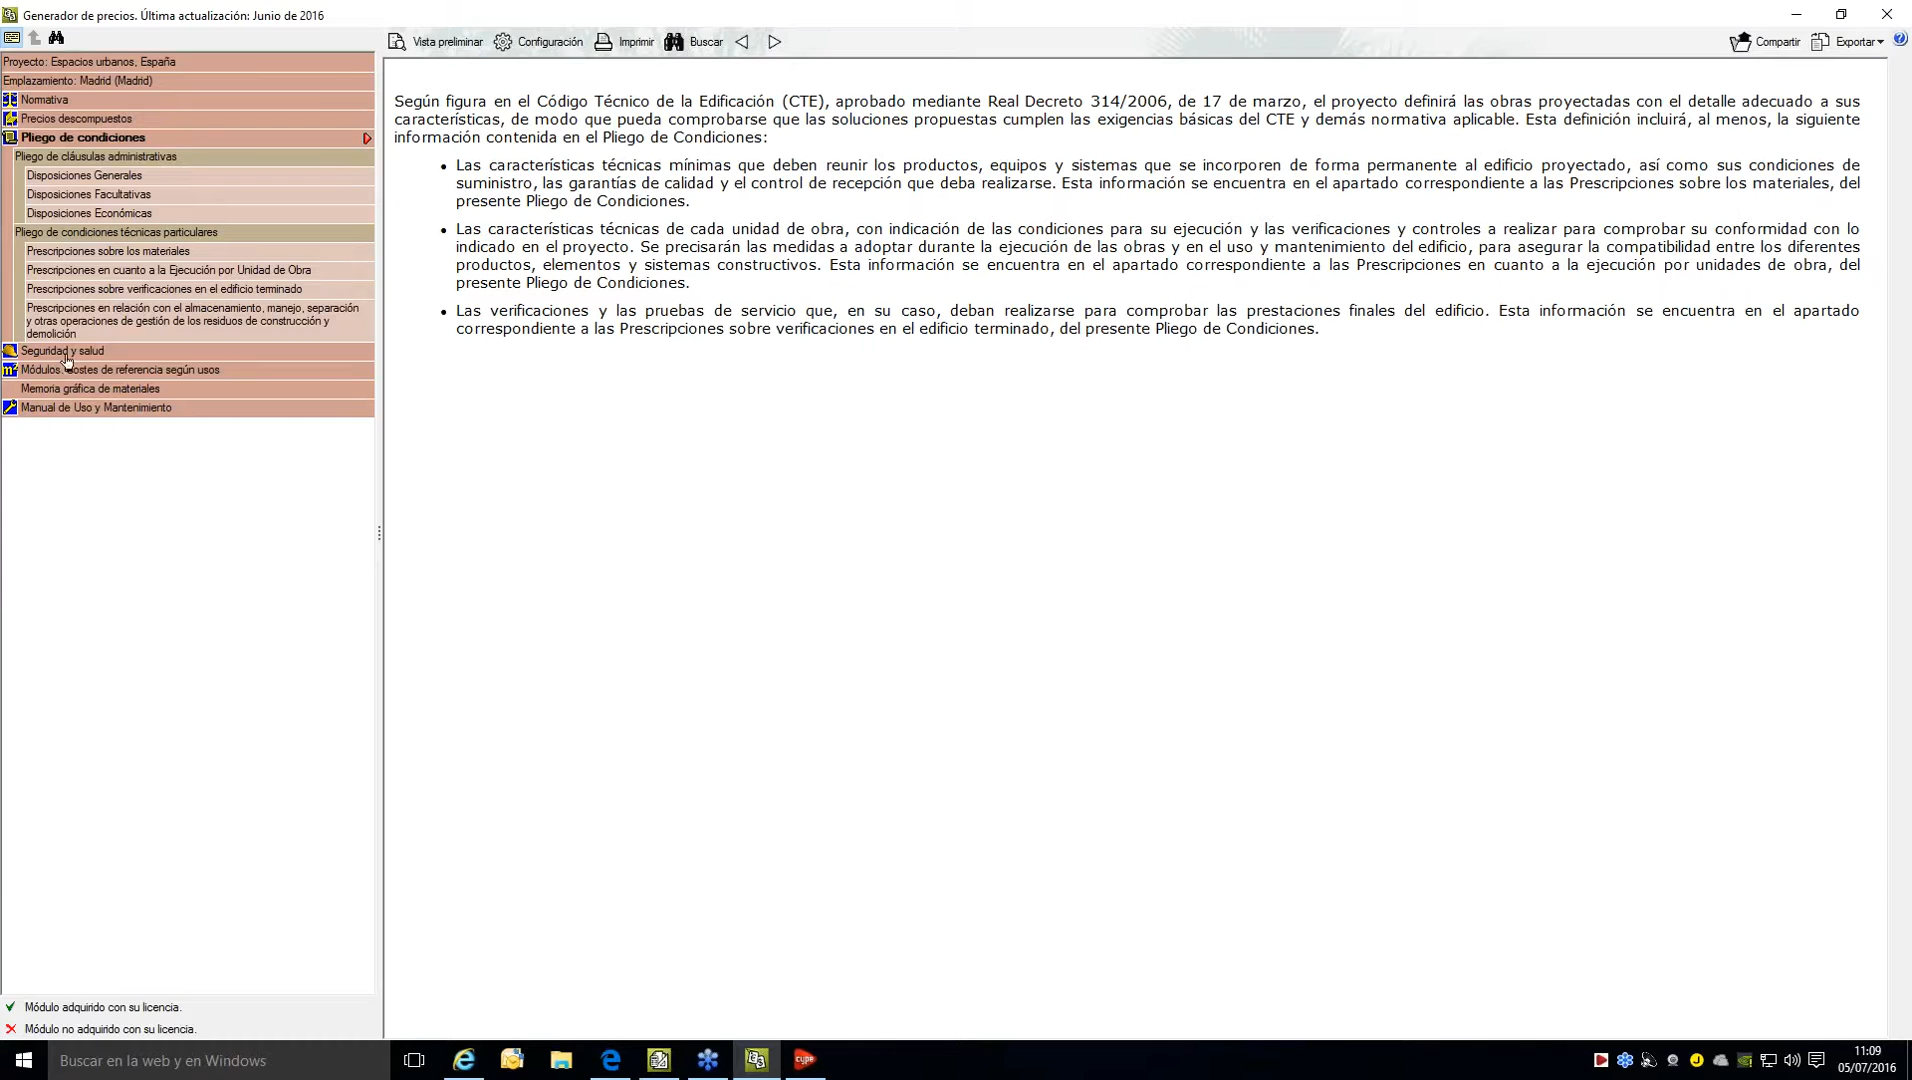 Generador de precios. Última actualización: Junio de 2016
Vista preliminar Configuración Imprimir Buscar Compartir Exportar
Proyecto: Espacios urbanos, España
Emplazamiento: Madrid (Madrid)
Normativa
Precios descompuestos
Pliego de condiciones
Pliego de cláusulas administrativas
Disposiciones Generales
Disposiciones Facultativas
Disposiciones Económicas
Pliego de condiciones técnicas particulares
Prescripciones sobre los materiales
Prescripciones en cuanto a la Ejecución por Unidad de Obra
Prescripciones sobre verificaciones en el edificio terminado
Prescripciones en relación con el almacenamiento, manejo, separación
y otras operaciones de gestión de los residuos de construcción y
demolición
Seguridad y salud
m² Módulos. Costes de referencia según usos
Memoria gráfica de materiales
Manual de Uso y Mantenimiento
Según figura en el Código Técnico de la Edificación (CTE), aprobado mediante Real Decreto 314/2006, de 17 de marzo, el proyecto definirá las obras proyectadas con el detalle adecuado a sus
características, de modo que pueda comprobarse que las soluciones propuestas cumplen las exigencias básicas del CTE y demás normativa aplicable. Esta definición incluirá, al menos, la siguiente
información contenida en el Pliego de Condiciones:
• Las características técnicas mínimas que deben reunir los productos, equipos y sistemas que se incorporen de forma permanente al edificio proyectado, así como sus condiciones de
suministro, las garantías de calidad y el control de recepción que deba realizarse. Esta información se encuentra en el apartado correspondiente a las Prescripciones sobre los materiales, del
presente Pliego de Condiciones.
• Las características técnicas de cada unidad de obra, con indicación de las condiciones para su ejecución y las verificaciones y controles a realizar para comprobar su conformidad con lo
indicado en el proyecto. Se precisarán las medidas a adoptar durante la ejecución de las obras y en el uso y mantenimiento del edificio, para asegurar la compatibilidad entre los diferentes
productos, elementos y sistemas constructivos. Esta información se encuentra en el apartado correspondiente a las Prescripciones en cuanto a la ejecución por unidades de obra, del
presente Pliego de Condiciones.
• Las verificaciones y las pruebas de servicio que, en su caso, deban realizarse para comprobar las prestaciones finales del edificio. Esta información se encuentra en el apartado
correspondiente a las Prescripciones sobre verificaciones en el edificio terminado, del presente Pliego de Condiciones.
Módulo adquirido con su licencia.
Módulo no adquirido con su licencia.
Buscar en la web y en Windows
cype
11:09
05/07/2016